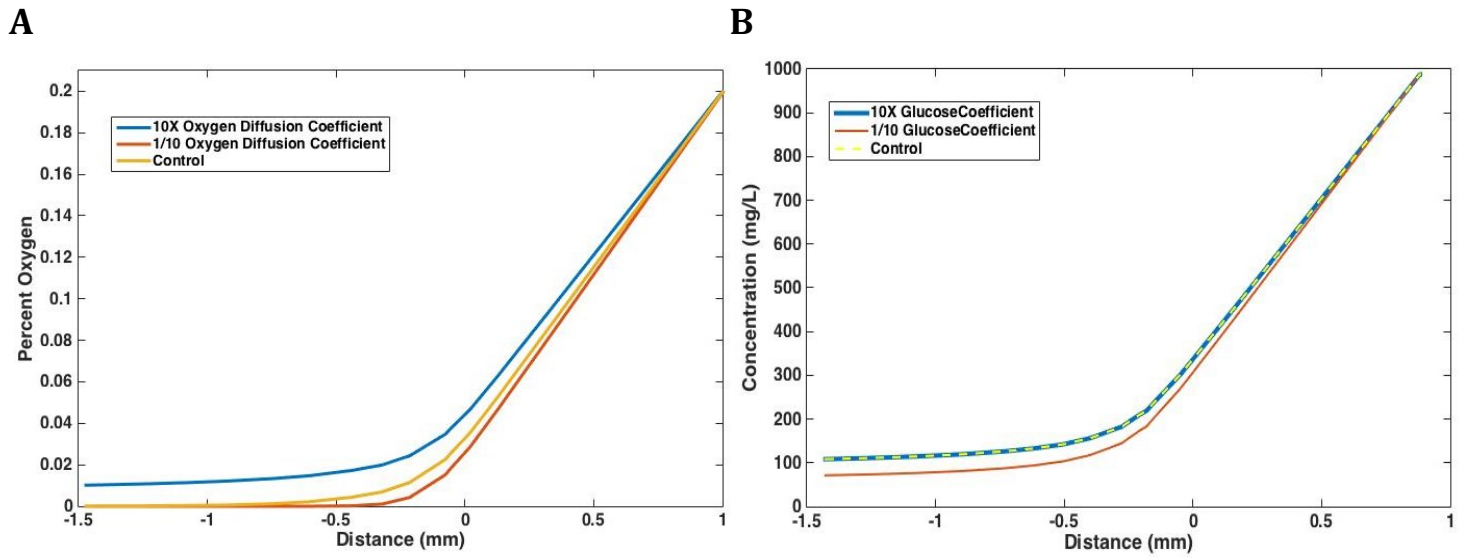 A
Percent Oxygen
0.2
0.18
0.16
0.14
0.12
0.1
0.08
0.06
0.04
0.02
0
10X Oxygen Diffusion Coefficient
1/10 Oxygen Diffusion Coefficient
Control
-1.5
-1
-0.5
0
0.5
1
Distance (mm)
B
Concentration (mg/L)
1000
900
800
700
600
500
400
300
200
100
0
10X GlucoseCoefficient
1/10 GlucoseCoefficient
Control
-1.5
-1
-0.5
0
0.5
1
Distance (mm)